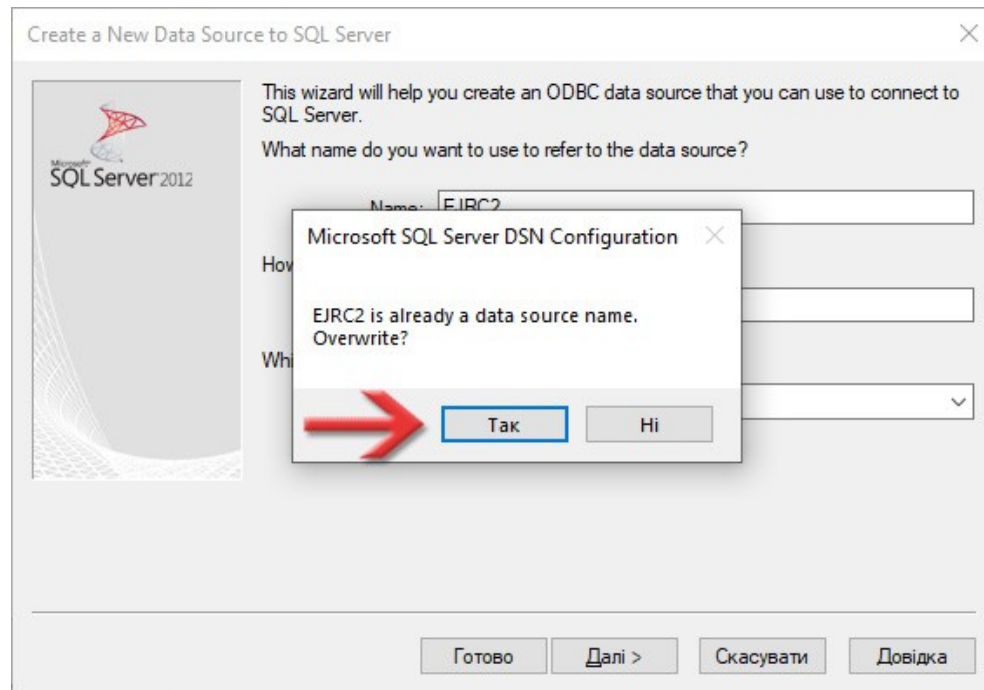 Create a New Data Source to SQL Server
This wizard will help you create an ODBC data source that you can use to connect to
SQL Server.
What name do you want to use to refer to the data source?
Microsoft
SQL Server 2012
Name: EJRC2
Microsoft SQL Server DSN Configuration
How
EJRC2 is already a data source name.
Overwrite?
Whi
Так
Ні
Готово
Далі >
Скасувати
Довідка